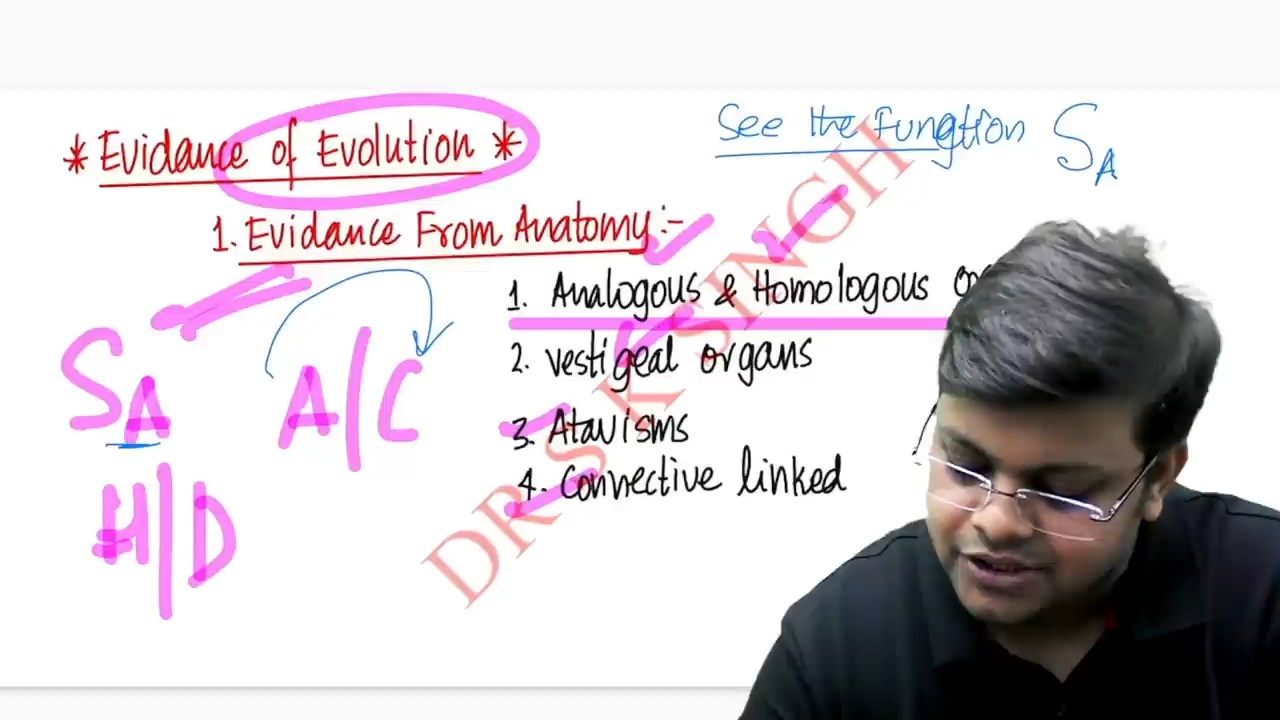 * Evidance of Evolution *
See the Function SA
1. Evidance From Anatomy :-
1. Analogous & Homologous
2. vestigeal organs
3. Atavisms
4. Connective linked
SA
A|C
H|D
DR S K SINGH